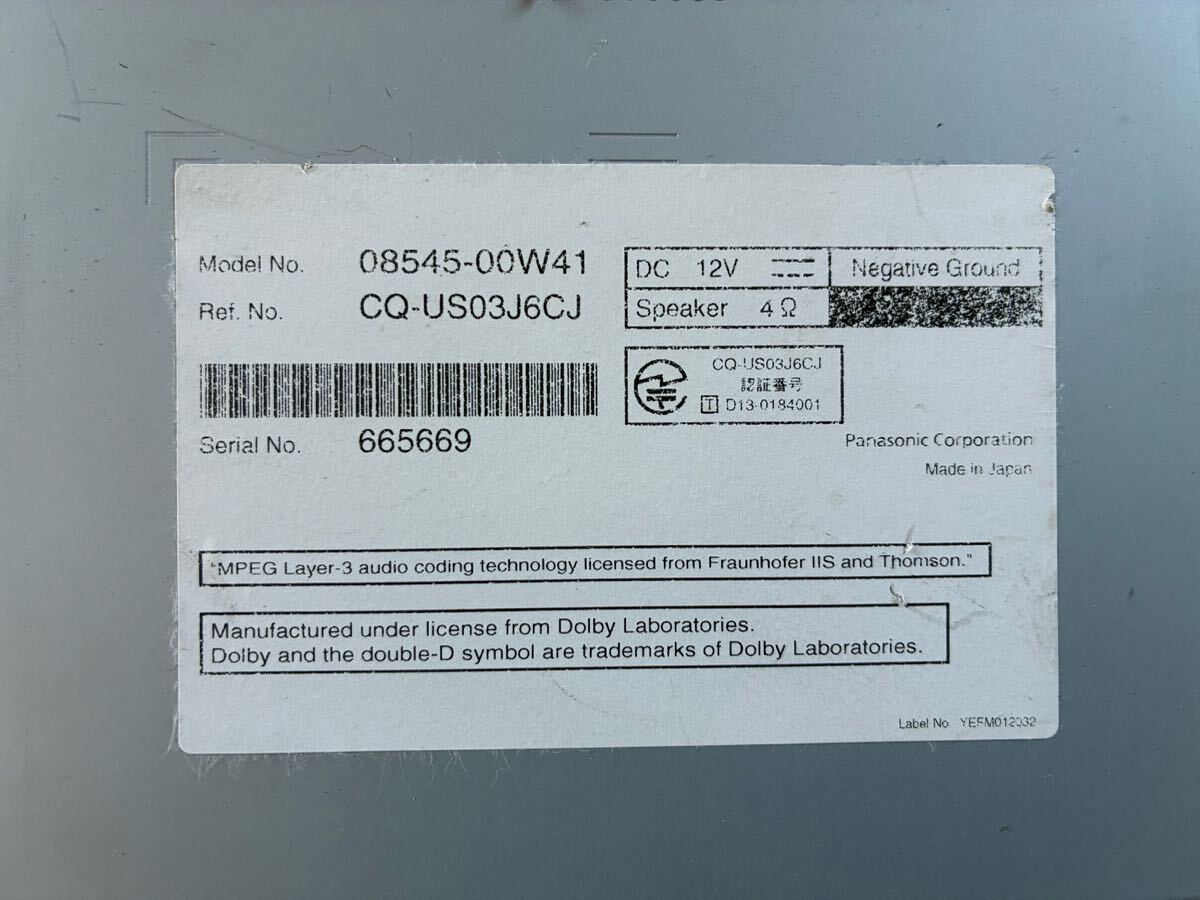 Model No. 08545-00W41
Ref. No. CQ-US03J6CJ
DC 12V Negative Ground
Speaker 4Ω
CQ-US03J6CJ
認証番号
T D13-0184001
Serial No. 665669
Panasonic Corporation
Made in Japan
"MPEG Layer-3 audio coding technology licensed from Fraunhofer IIS and Thomson."
Manufactured under license from Dolby Laboratories.
Dolby and the double-D symbol are trademarks of Dolby Laboratories.
Label No YEFM012032